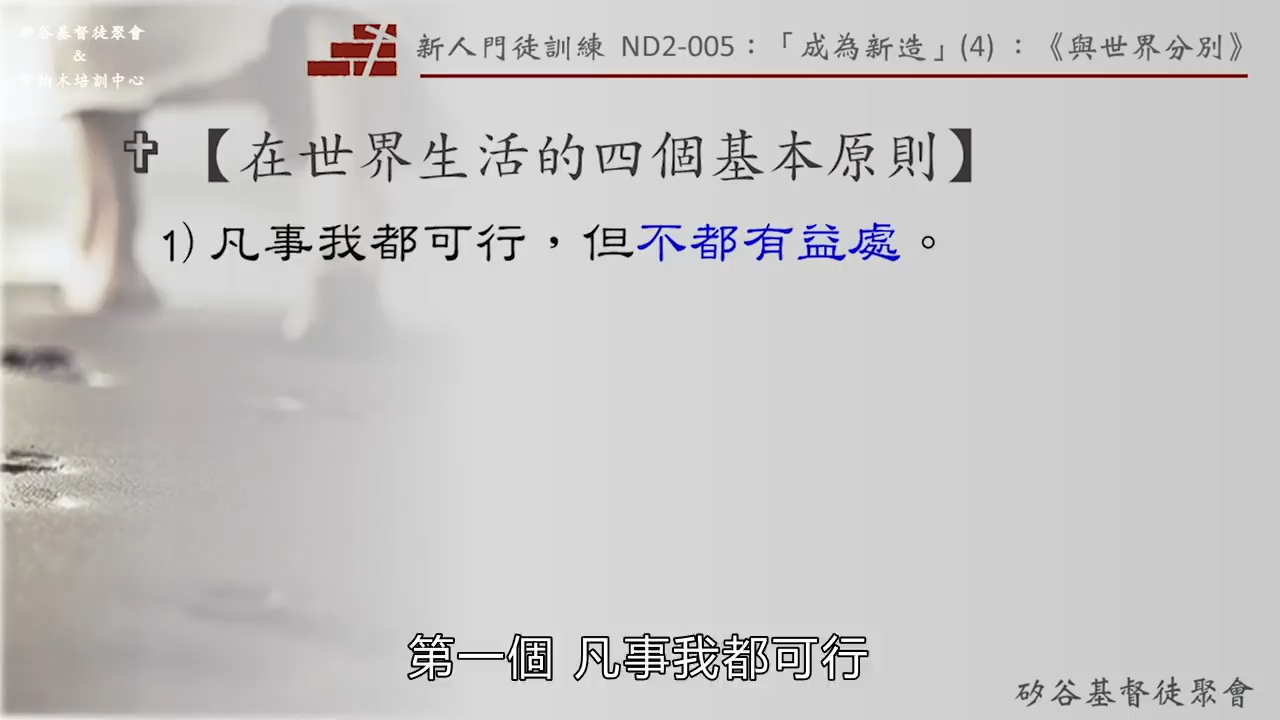 矽谷基督徒聚會
&
柏木培訓中心
新人門徒訓練 ND2-005：「成為新造」(4) ：《與世界分別》
【在世界生活的四個基本原則】
1) 凡事我都可行，但不都有益處。
第一個 凡事我都可行
矽谷基督徒聚會